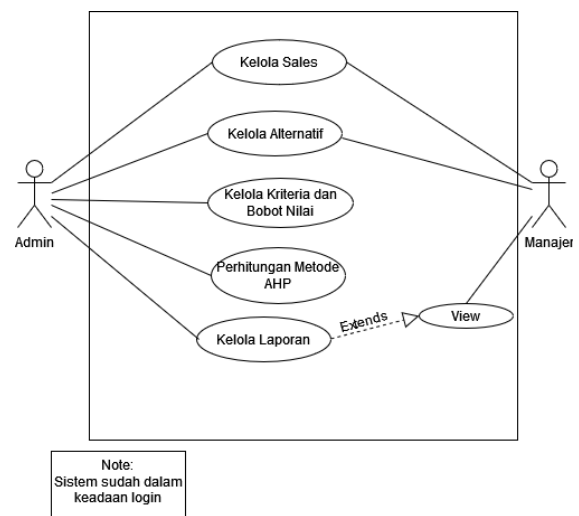 Kelola Sales
Kelola Alternatif
Kelola Kriteria dan
Bobot Nilai
Admin
Manajer
Perhitungan Metode
AHP
Extends
View
Kelola Laporan
Note:
Sistem sudah dalam
keadaan login